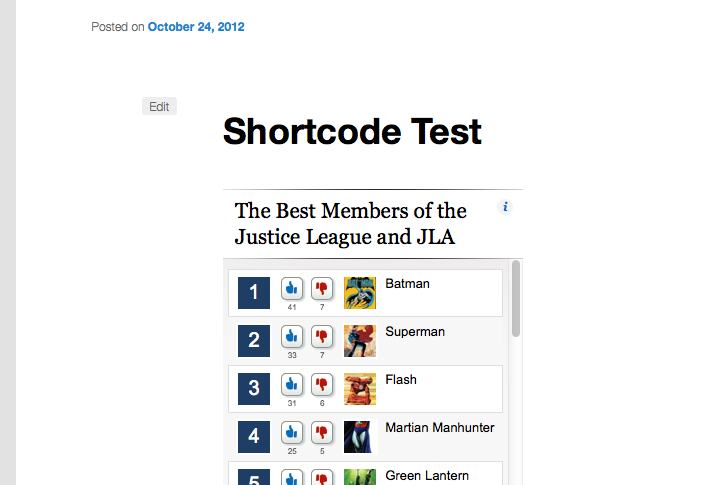 Posted on October 24, 2012
Edit
Shortcode Test
The Best Members of the
Justice League and JLA
i
1
41
7
Batman
2
33
7
Superman
3
31
6
Flash
4
25
5
Martian Manhunter
5
Green Lantern